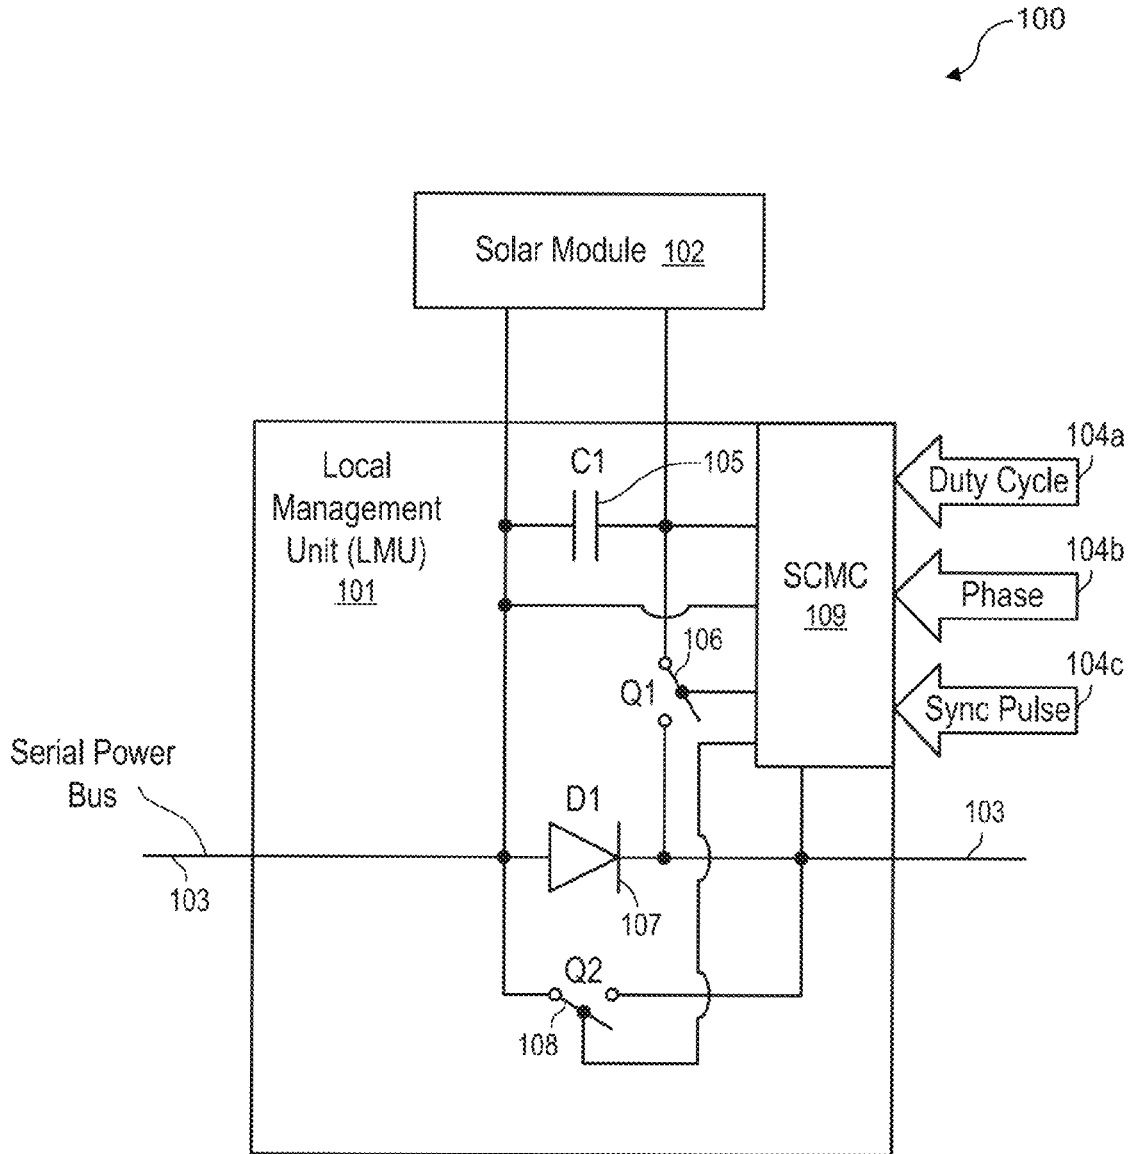 100
Solar Module 102
Local
Management
Unit (LMU)
101
C1
105
SCMC
109
104a
Duty Cycle
104b
Phase
104c
Sync Pulse
106
Q1
Serial Power
Bus
D1
103
103
107
Q2
108